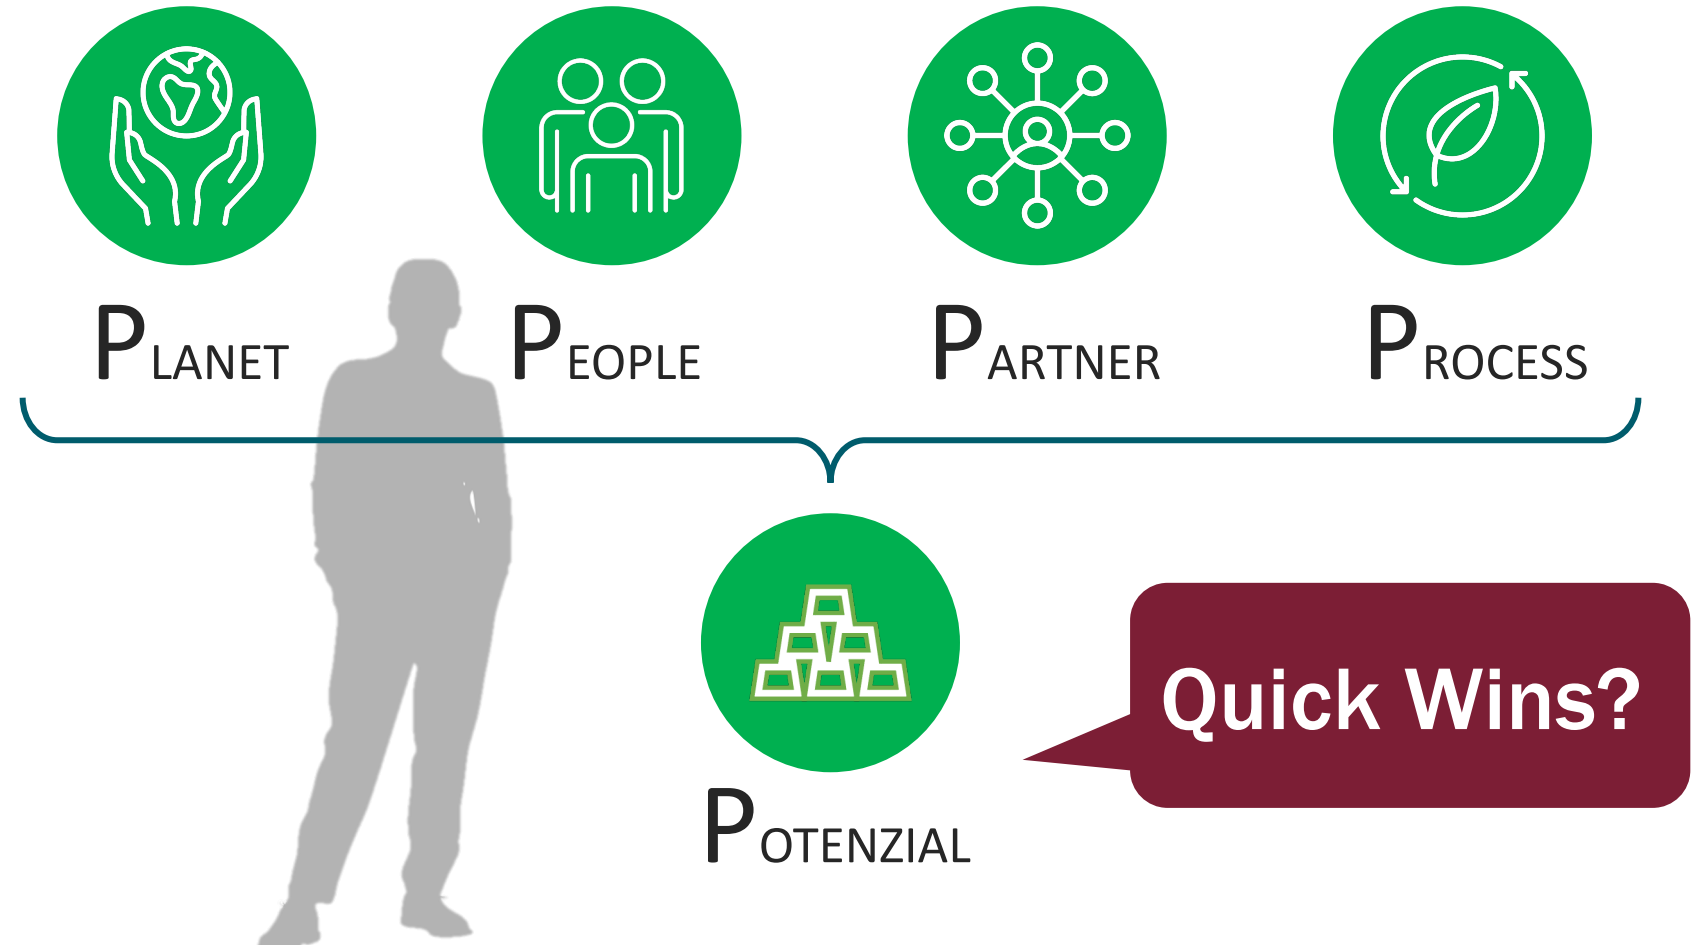 PLANET
PEOPLE
PARTNER
PROCESS
POTENZIAL
Quick Wins?